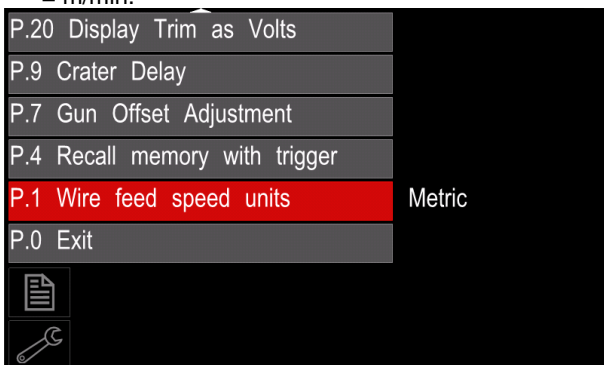 = m/min.
P.20 Display Trim as Volts
P.9 Crater Delay
P.7 Gun Offset Adjustment
P.4 Recall memory with trigger
P.1 Wire feed speed units Metric
P.0 Exit